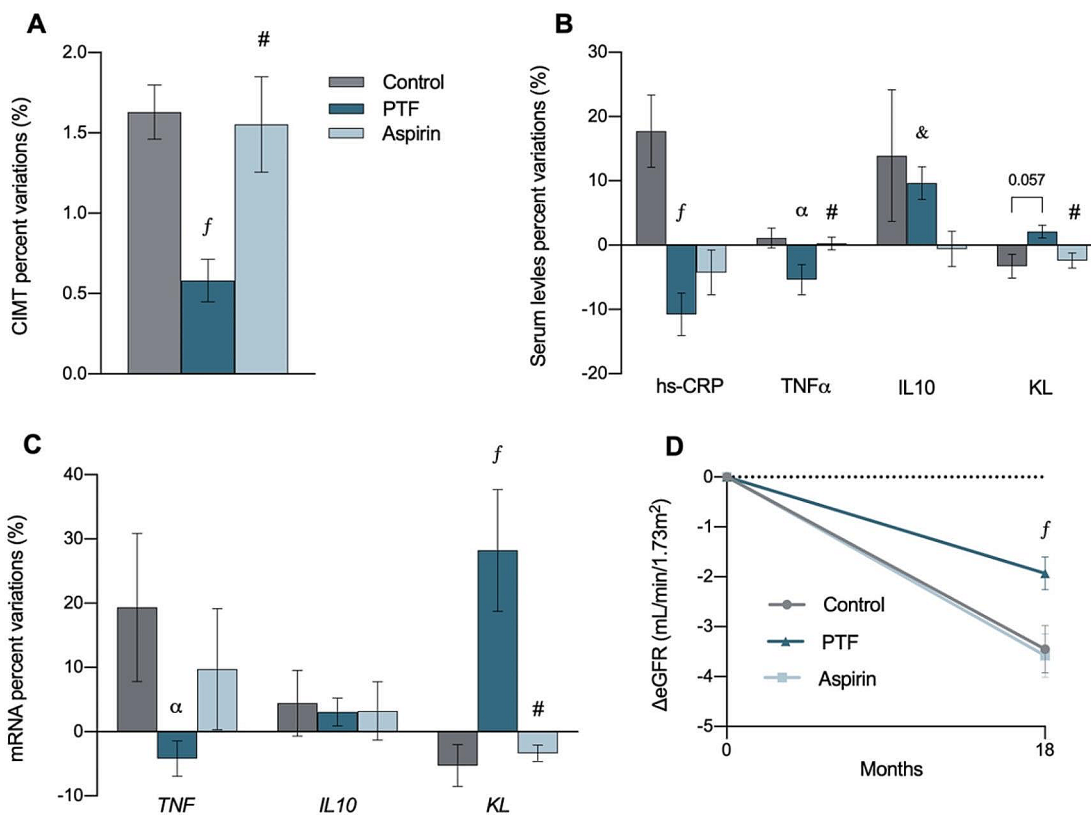 A
CIMT percent variations (%)
2.0
1.5
1.0
0.5
0.0
ƒ
#
Control
PTF
Aspirin
B
Serum levles percent variations (%)
30
20
10
0
-10
-20
ƒ
α
#
&
0.057
#
hs-CRP
TNFα
IL10
KL
C
mRNA percent variations (%)
40
30
20
10
0
-10
α
ƒ
#
TNF
IL10
KL
D
ΔeGFR (mL/min/1.73m²)
0
-1
-2
-3
-4
-5
ƒ
Control
PTF
Aspirin
0
18
Months